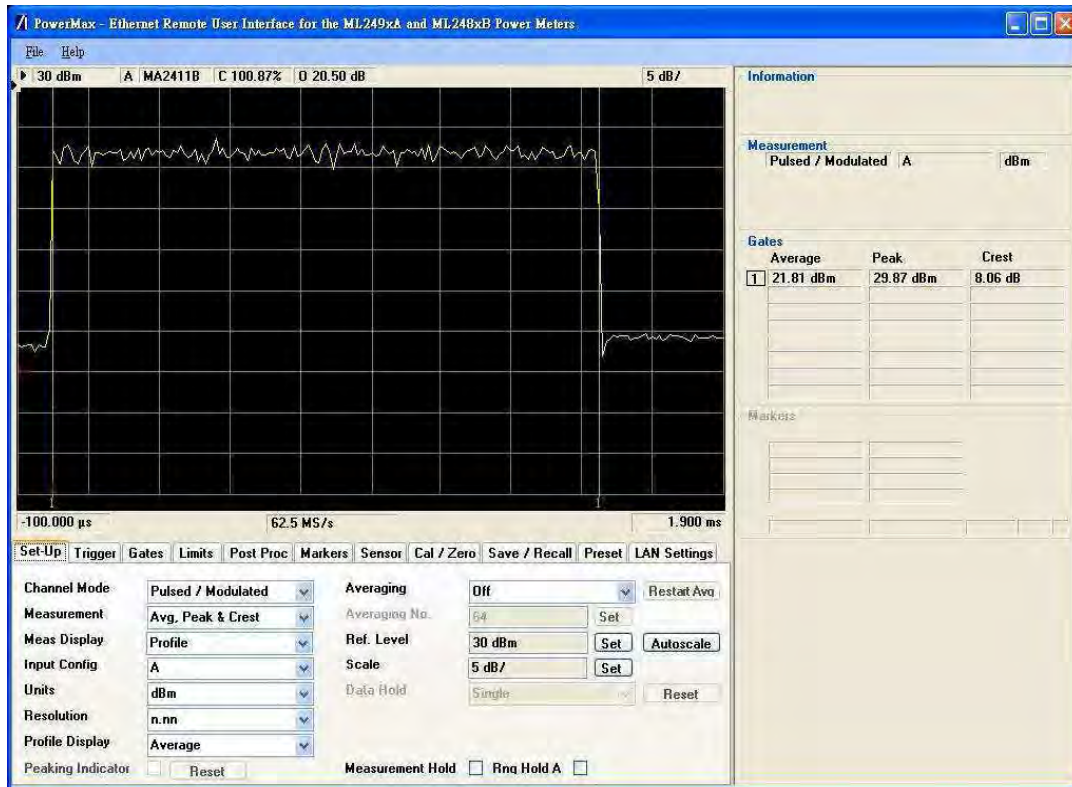 PowerMax - Ethernet Remote User Interface for the ML249xA and ML248xB Power Meters
File Help
30 dBm A MA2411B C 100.87% O 20.50 dB 5 dB/
1 1
-100.000 µs 62.5 MS/s 1.900 ms
Information
Measurement
Pulsed / Modulated A dBm
Gates
Average Peak Crest
1 21.81 dBm 29.87 dBm 8.06 dB
Markers
Set-Up Trigger Gates Limits Post Proc Markers Sensor Cal / Zero Save / Recall Preset LAN Settings
Channel Mode Pulsed / Modulated Averaging Off Restart Avg
Measurement Avg, Peak & Crest Averaging No. 64 Set
Meas Display Profile Ref. Level 30 dBm Set Autoscale
Input Config A Scale 5 dB/ Set
Units dBm Data Hold Single Reset
Resolution n.nn
Profile Display Average
Peaking Indicator Reset Measurement Hold Rng Hold A